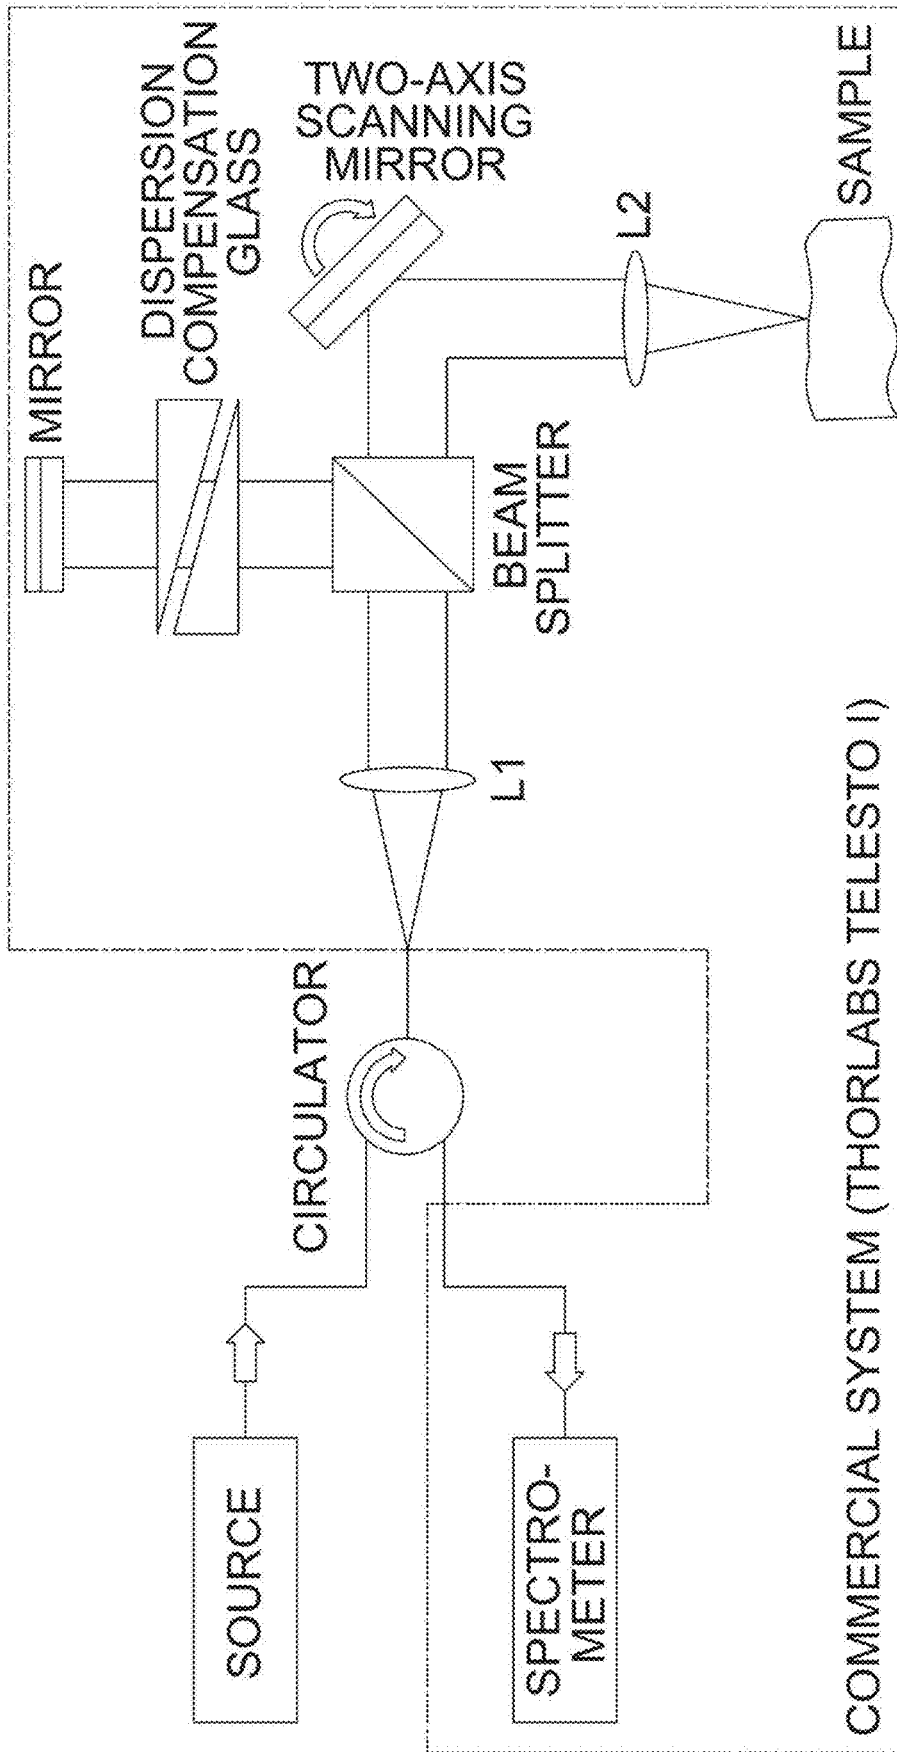 MIRROR
DISPERSION
COMPENSATION
GLASS
TWO-AXIS
SCANNING
MIRROR
CIRCULATOR
SOURCE
L1
BEAM
SPLITTER
L2
SPECTRO-
METER
SAMPLE
COMMERCIAL SYSTEM (THORLABS TELESTO I)